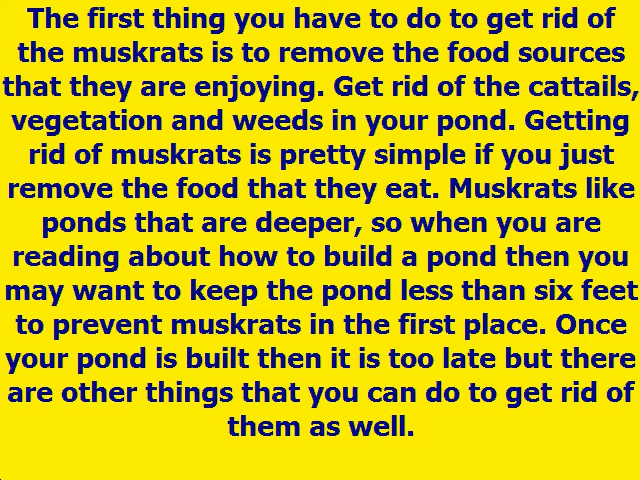 The first thing you have to do to get rid of
the muskrats is to remove the food sources
that they are enjoying. Get rid of the cattails,
vegetation and weeds in your pond. Getting
rid of muskrats is pretty simple if you just
remove the food that they eat. Muskrats like
ponds that are deeper, so when you are
reading about how to build a pond then you
may want to keep the pond less than six feet
to prevent muskrats in the first place. Once
your pond is built then it is too late but there
are other things that you can do to get rid of
them as well.